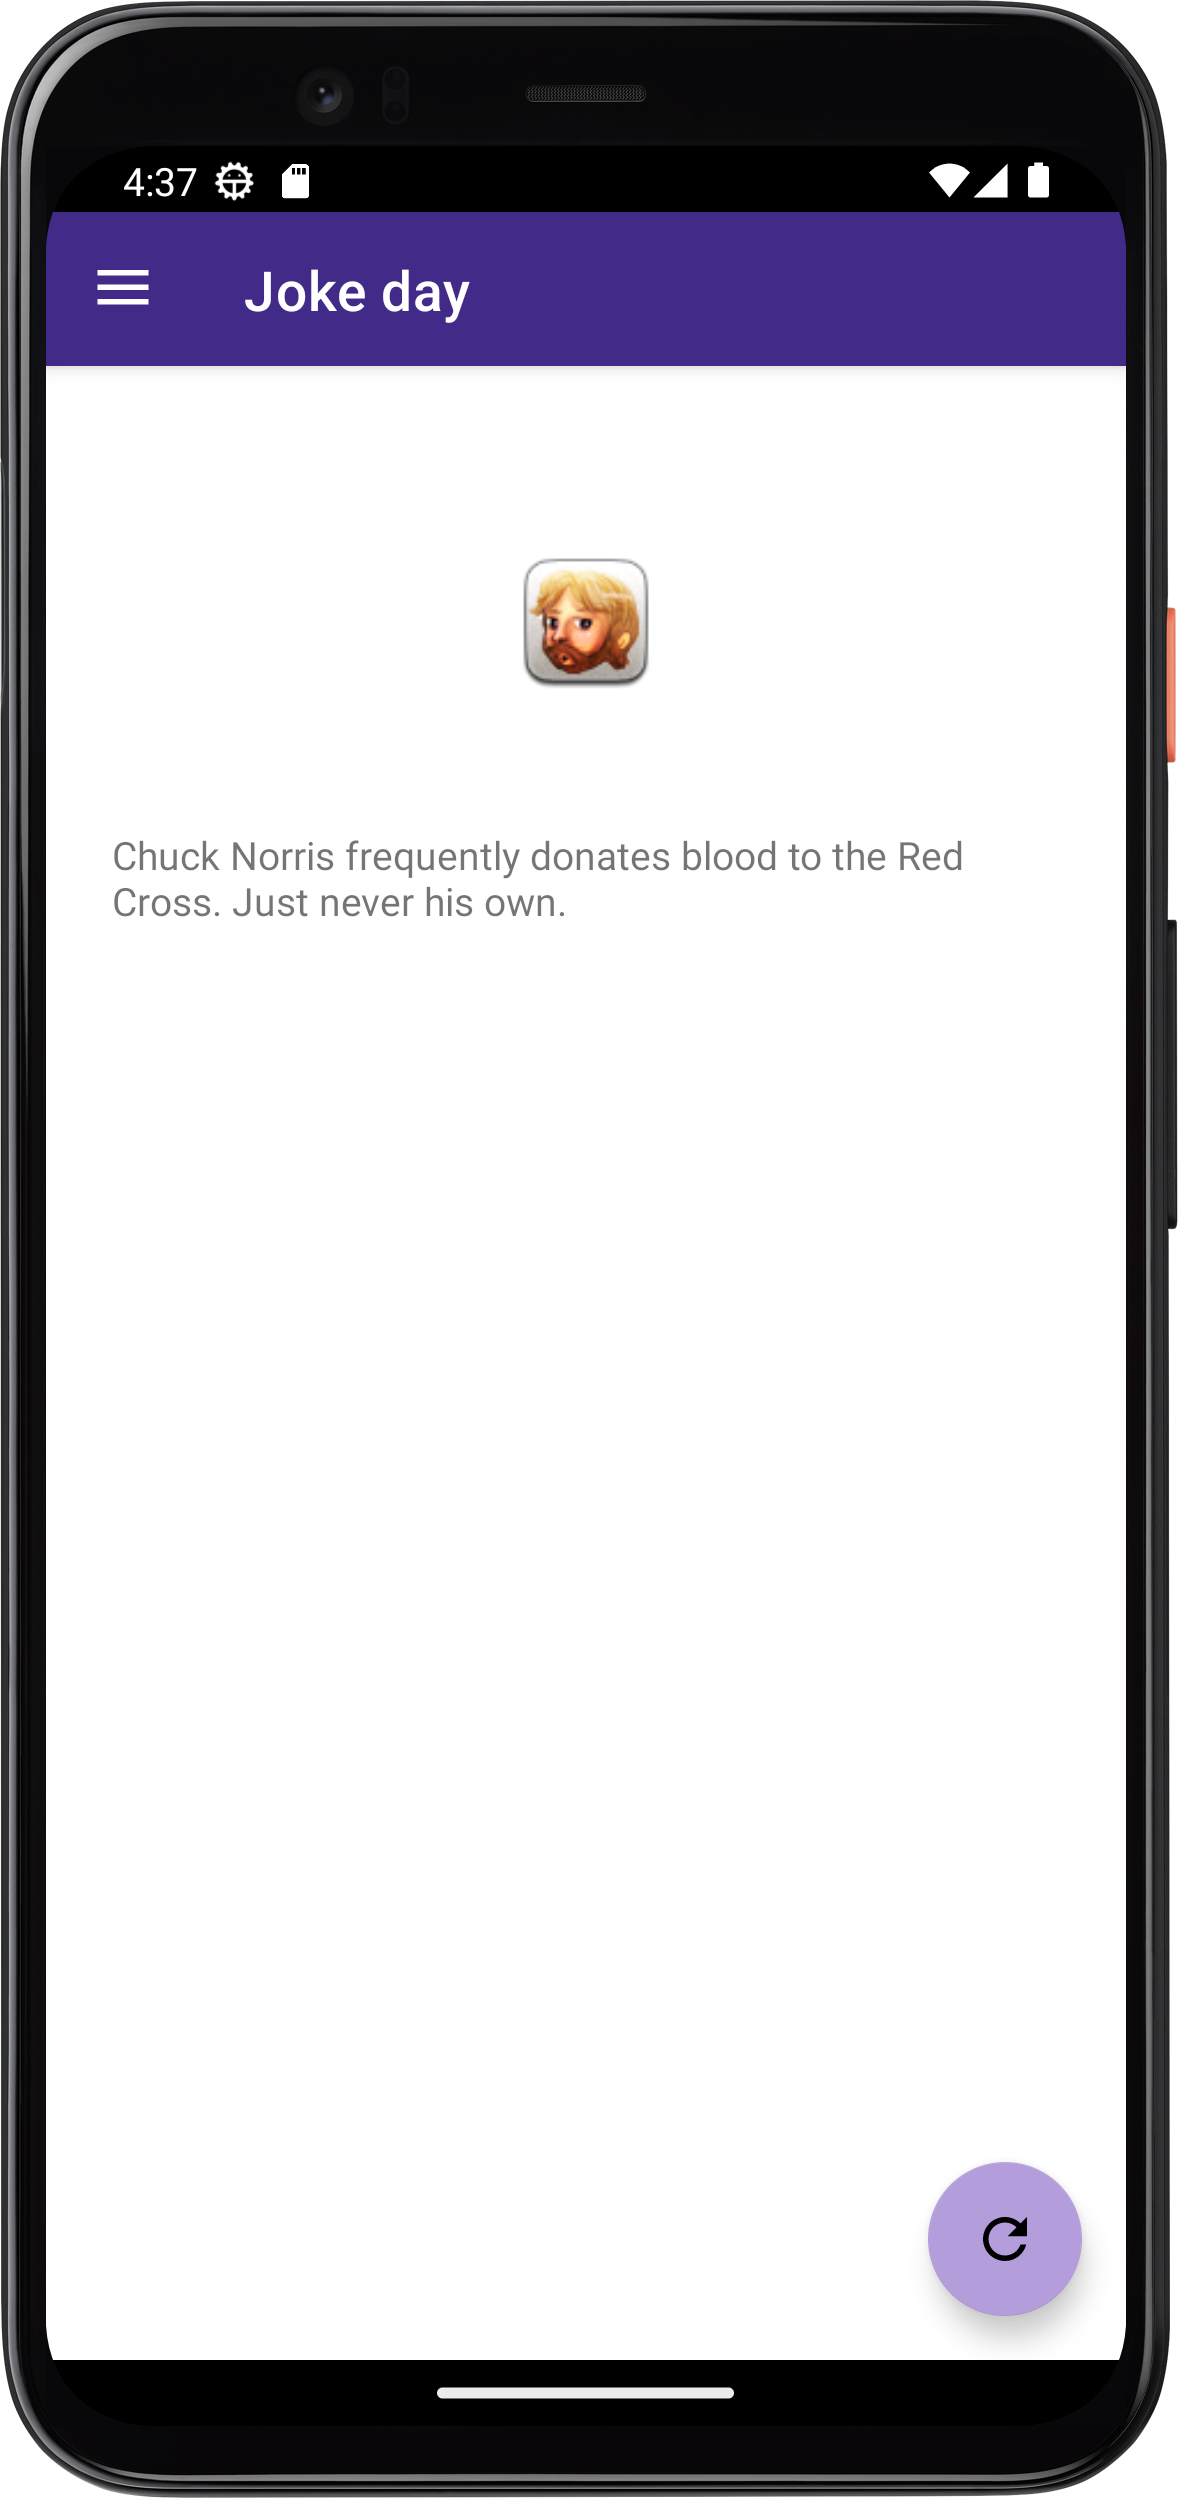 4:37
Joke day
Chuck Norris frequently donates blood to the Red
Cross. Just never his own.